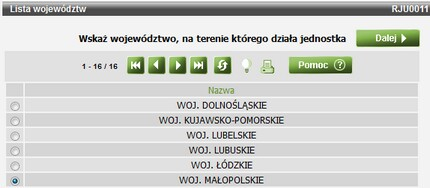 Lista województw RJU0011
Wskaż województwo, na terenie którego działa jednostka Dalej
1 - 16 / 16 Pomoc
Nazwa
WOJ. DOLNOŚLĄSKIE
WOJ. KUJAWSKO-POMORSKIE
WOJ. LUBELSKIE
WOJ. LUBUSKIE
WOJ. ŁÓDZKIE
WOJ. MAŁOPOLSKIE